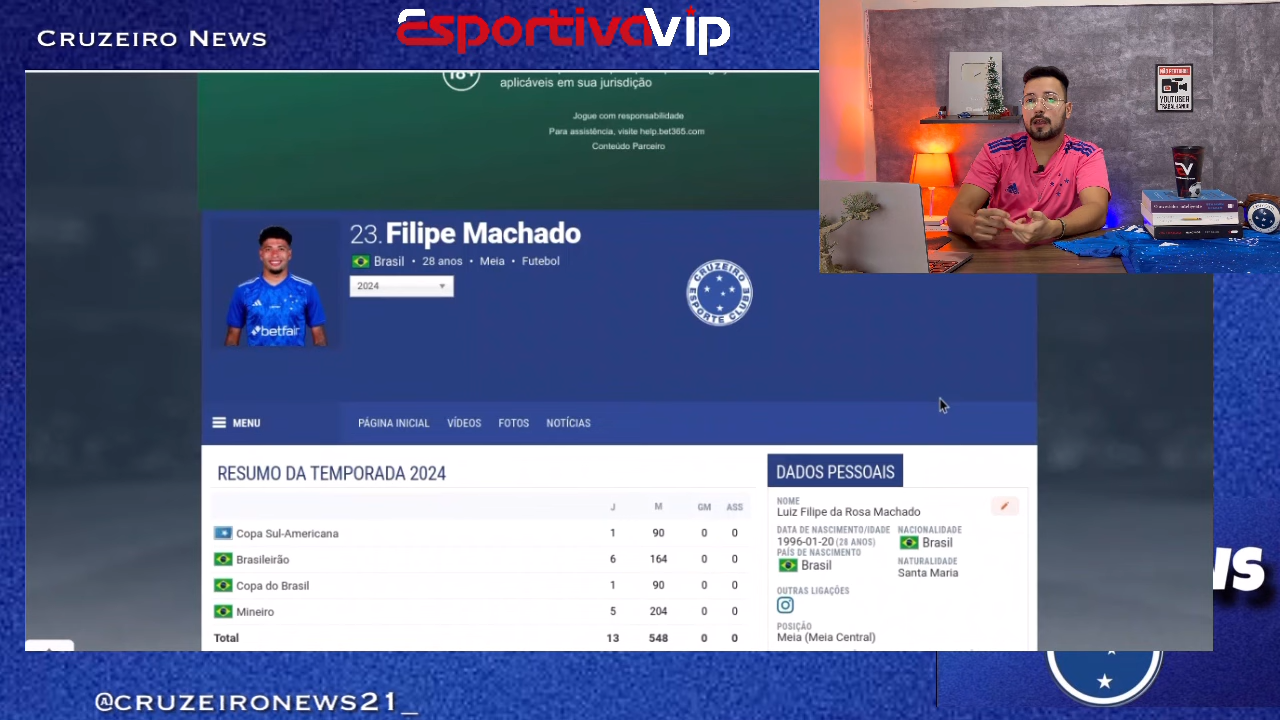 CRUZEIRO NEWS
EsportivaVip
18+
aplicáveis em sua jurisdição
Jogue com responsabilidade
Para assistência, visite help.bet365.com
Conteúdo Parceiro
NÃO PERTURBE!
YOUTUBER
TRABALHANDO
23. Filipe Machado
Brasil • 28 anos • Meia • Futebol
2024
betfair
CRUZEIRO
ESPORTE CLUBE
MENU
PÁGINA INICIAL VÍDEOS FOTOS NOTÍCIAS
RESUMO DA TEMPORADA 2024
J M GM ASS
Copa Sul-Americana 1 90 0 0
Brasileirão 6 164 0 0
Copa do Brasil 1 90 0 0
Mineiro 5 204 0 0
Total 13 548 0 0
DADOS PESSOAIS
NOME
Luiz Filipe da Rosa Machado
DATA DE NASCIMENTO/IDADE
1996-01-20 (28 ANOS)
NACIONALIDADE
Brasil
PAÍS DE NASCIMENTO
Brasil
NATURALIDADE
Santa Maria
OUTRAS LIGAÇÕES
POSIÇÃO
Meia (Meia Central)
WS
@CRUZEIRONEWS21_